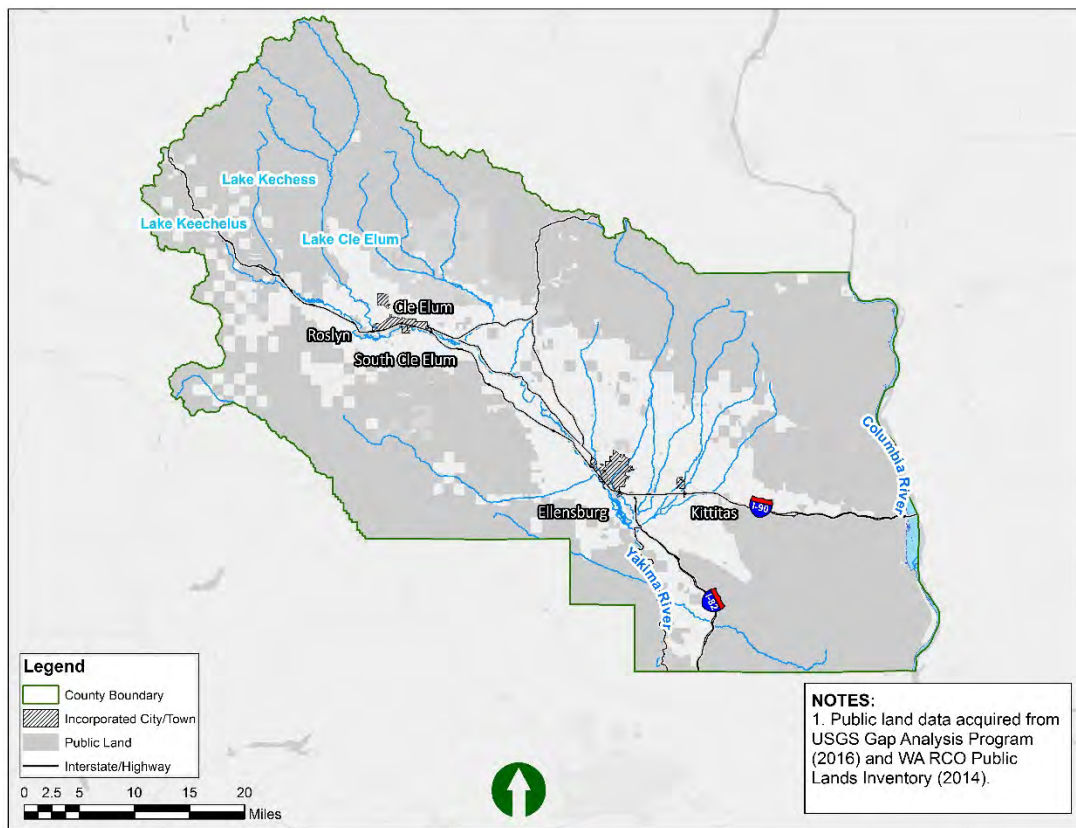 Lake Kechess
Lake Keechelus
Lake Cle Elum
Cle Elum
Roslyn
South Cle Elum
Columbia River
Ellensburg
Kittitas
I-90
Yakima River
I-82
Legend
County Boundary
Incorporated City/Town
Public Land
Interstate/Highway
0 2.5 5 10 15 20
Miles
NOTES:
1. Public land data acquired from
USGS Gap Analysis Program
(2016) and WA RCO Public
Lands Inventory (2014).